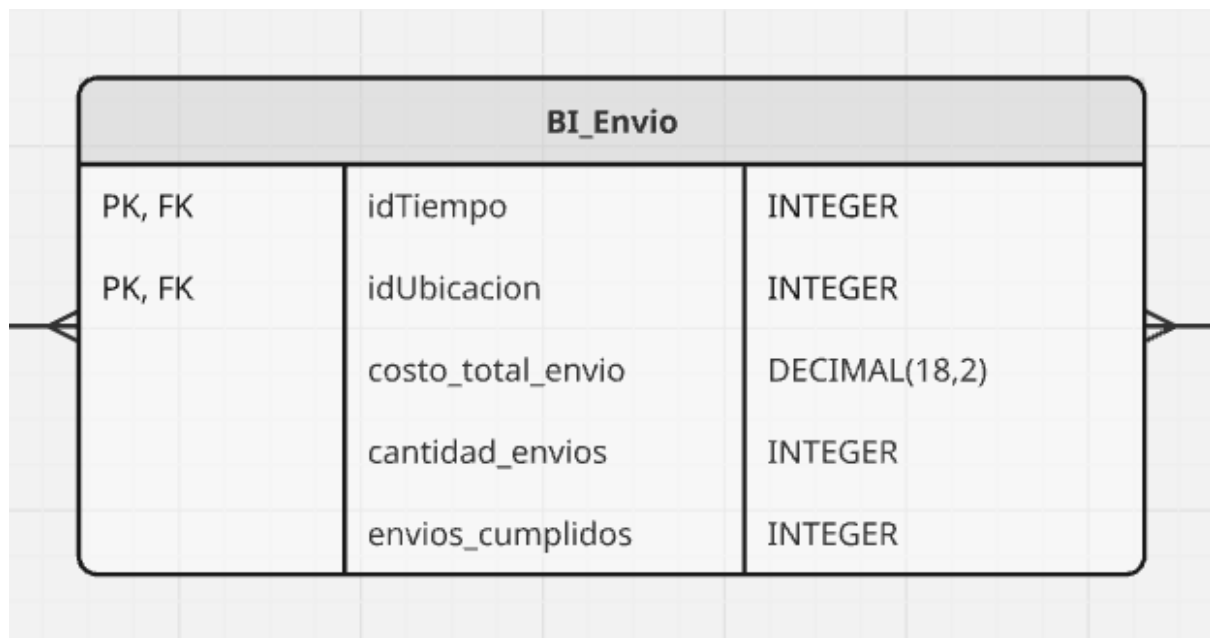 BI_Envio
PK, FK idTiempo INTEGER
PK, FK idUbicacion INTEGER
costo_total_envio DECIMAL(18,2)
cantidad_envios INTEGER
envios_cumplidos INTEGER